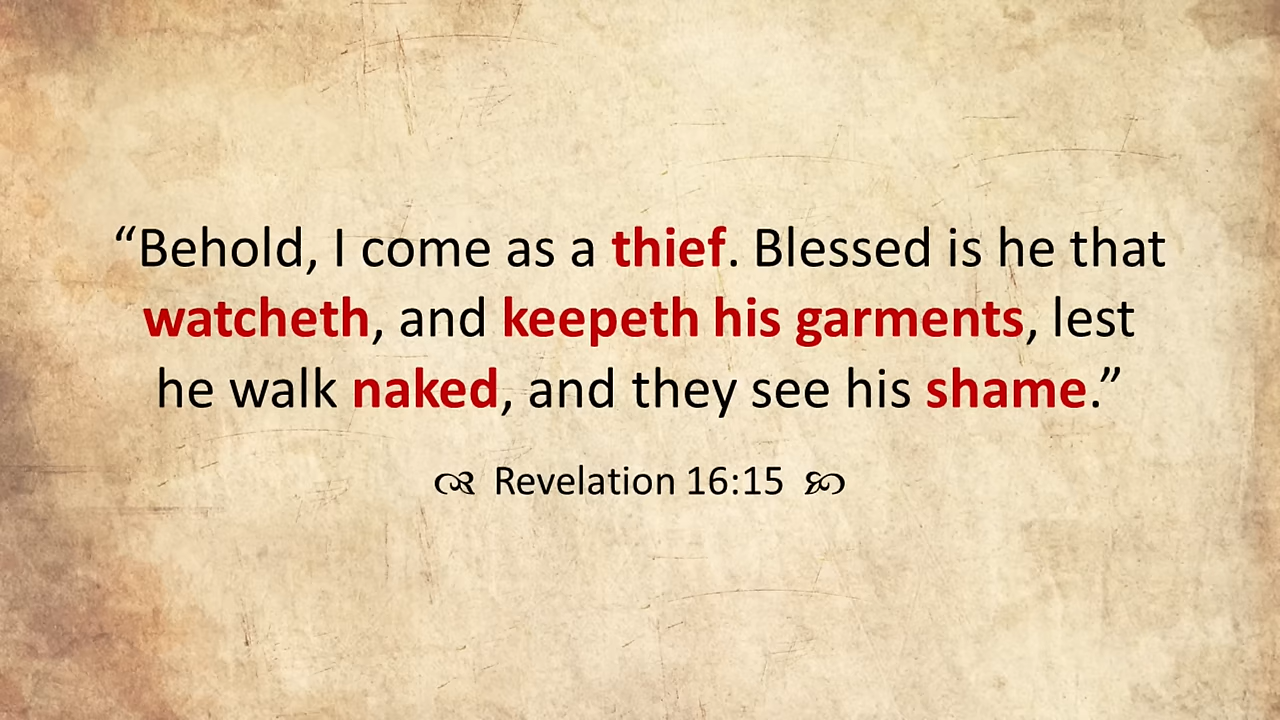 “Behold, I come as a thief. Blessed is he that
watcheth, and keepeth his garments, lest
he walk naked, and they see his shame.”
Revelation 16:15